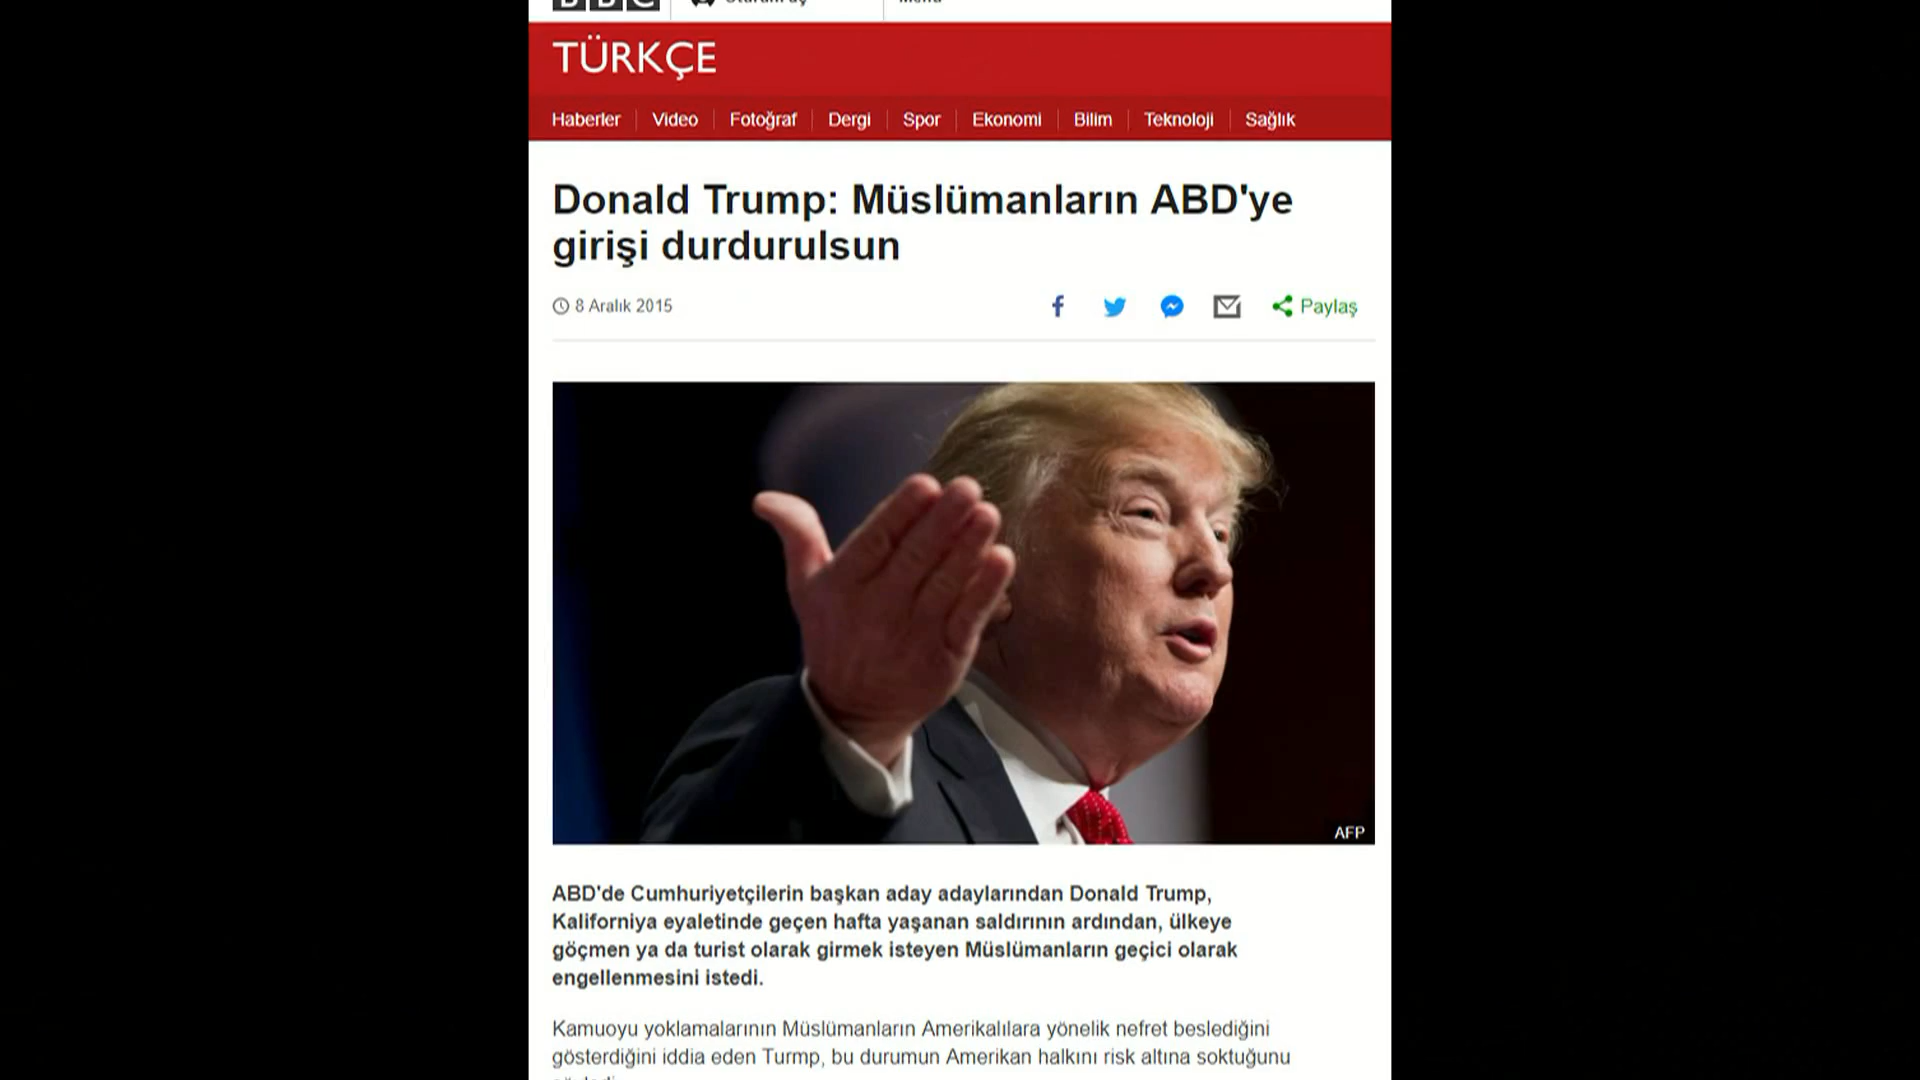 BBC
TÜRKÇE
Haberler Video Fotoğraf Dergi Spor Ekonomi Bilim Teknoloji Sağlık
Donald Trump: Müslümanların ABD'ye
girişi durdurulsun
8 Aralık 2015 Paylaş
AFP
ABD'de Cumhuriyetçilerin başkan aday adaylarından Donald Trump,
Kaliforniya eyaletinde geçen hafta yaşanan saldırının ardından, ülkeye
göçmen ya da turist olarak girmek isteyen Müslümanların geçici olarak
engellenmesini istedi.
Kamuoyu yoklamalarının Müslümanların Amerikalılara yönelik nefret beslediğini
gösterdiğini iddia eden Turmp, bu durumun Amerikan halkını risk altına soktuğunu